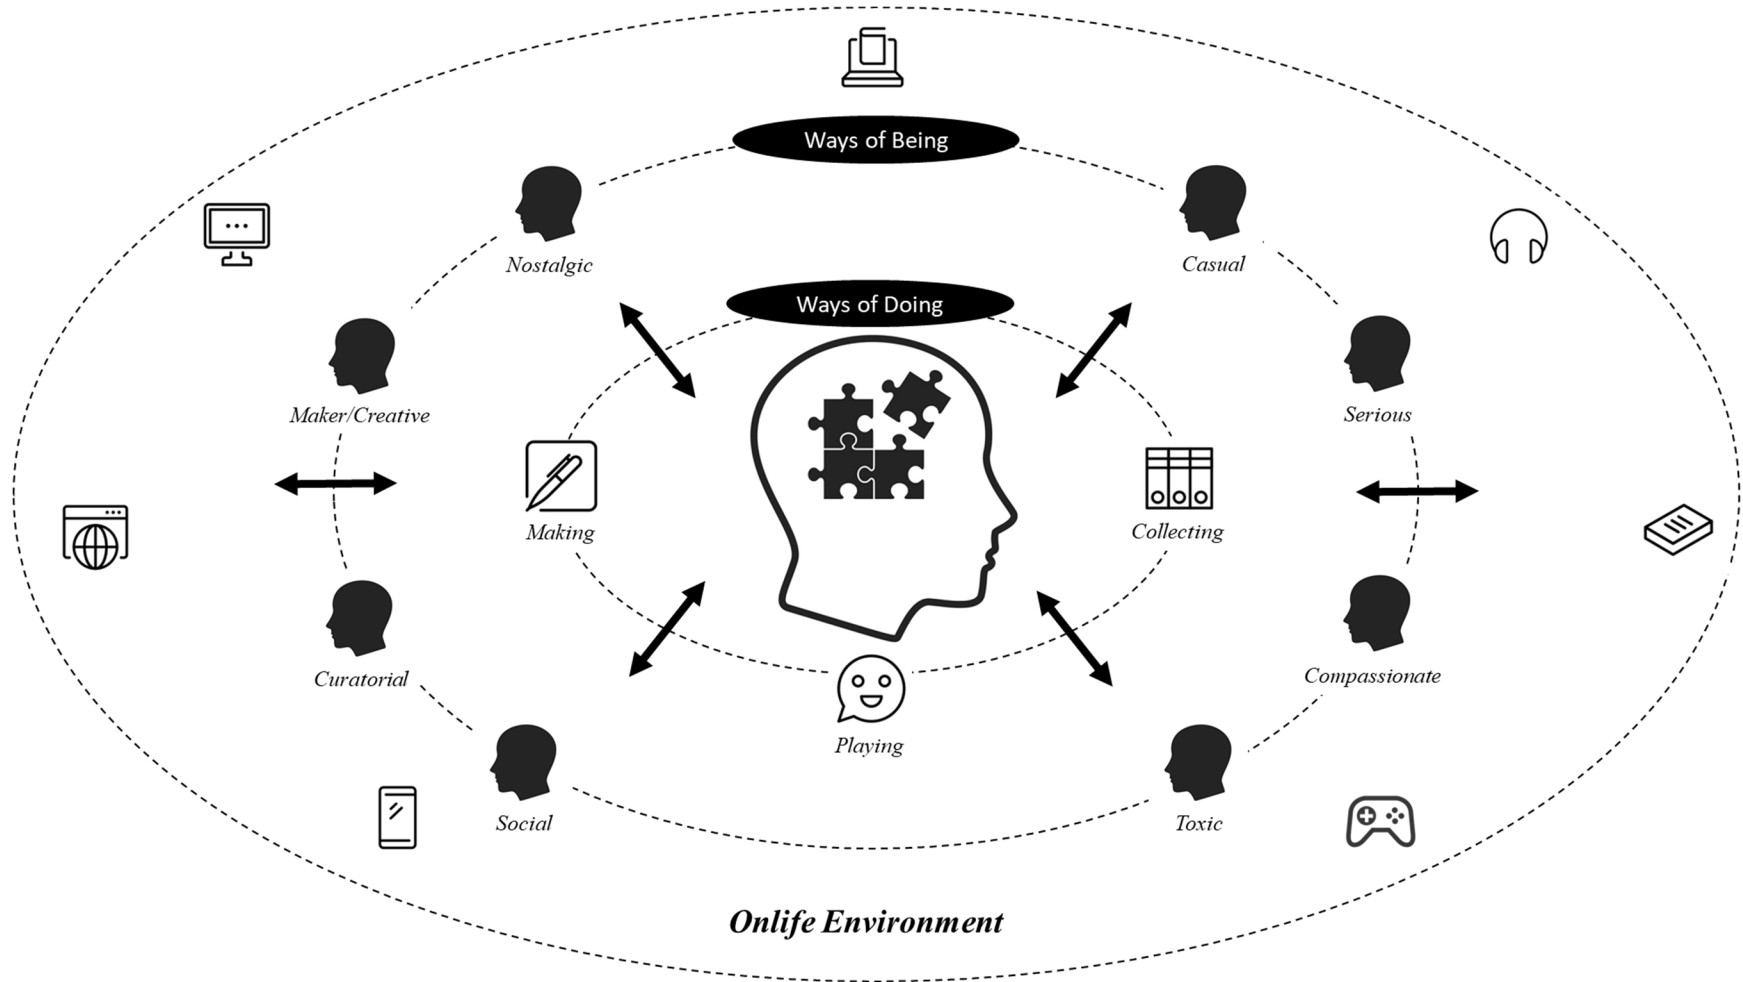 Ways of Being
Nostalgic
Casual
Ways of Doing
Maker/Creative
Serious
Making
Collecting
Curatorial
Compassionate
Playing
Social
Toxic
Onlife Environment